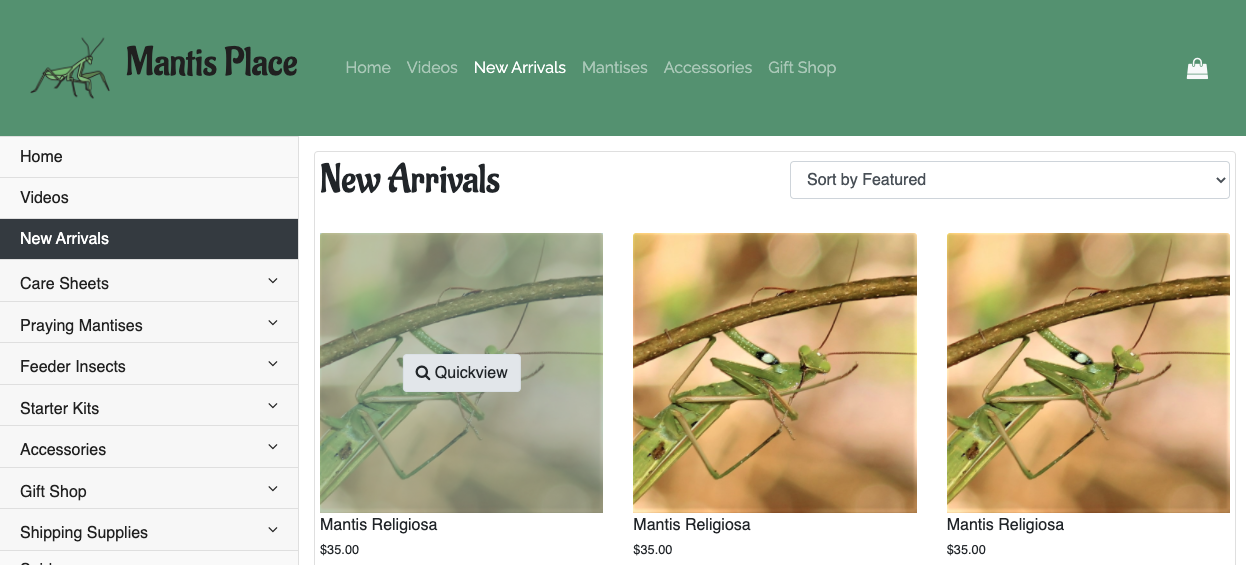 Mantis Place
Home Videos New Arrivals Mantises Accessories Gift Shop
Home
Videos
New Arrivals
Care Sheets
Praying Mantises
Feeder Insects
Starter Kits
Accessories
Gift Shop
Shipping Supplies
New Arrivals
Sort by Featured
Quickview
Mantis Religiosa
$35.00
Mantis Religiosa
$35.00
Mantis Religiosa
$35.00